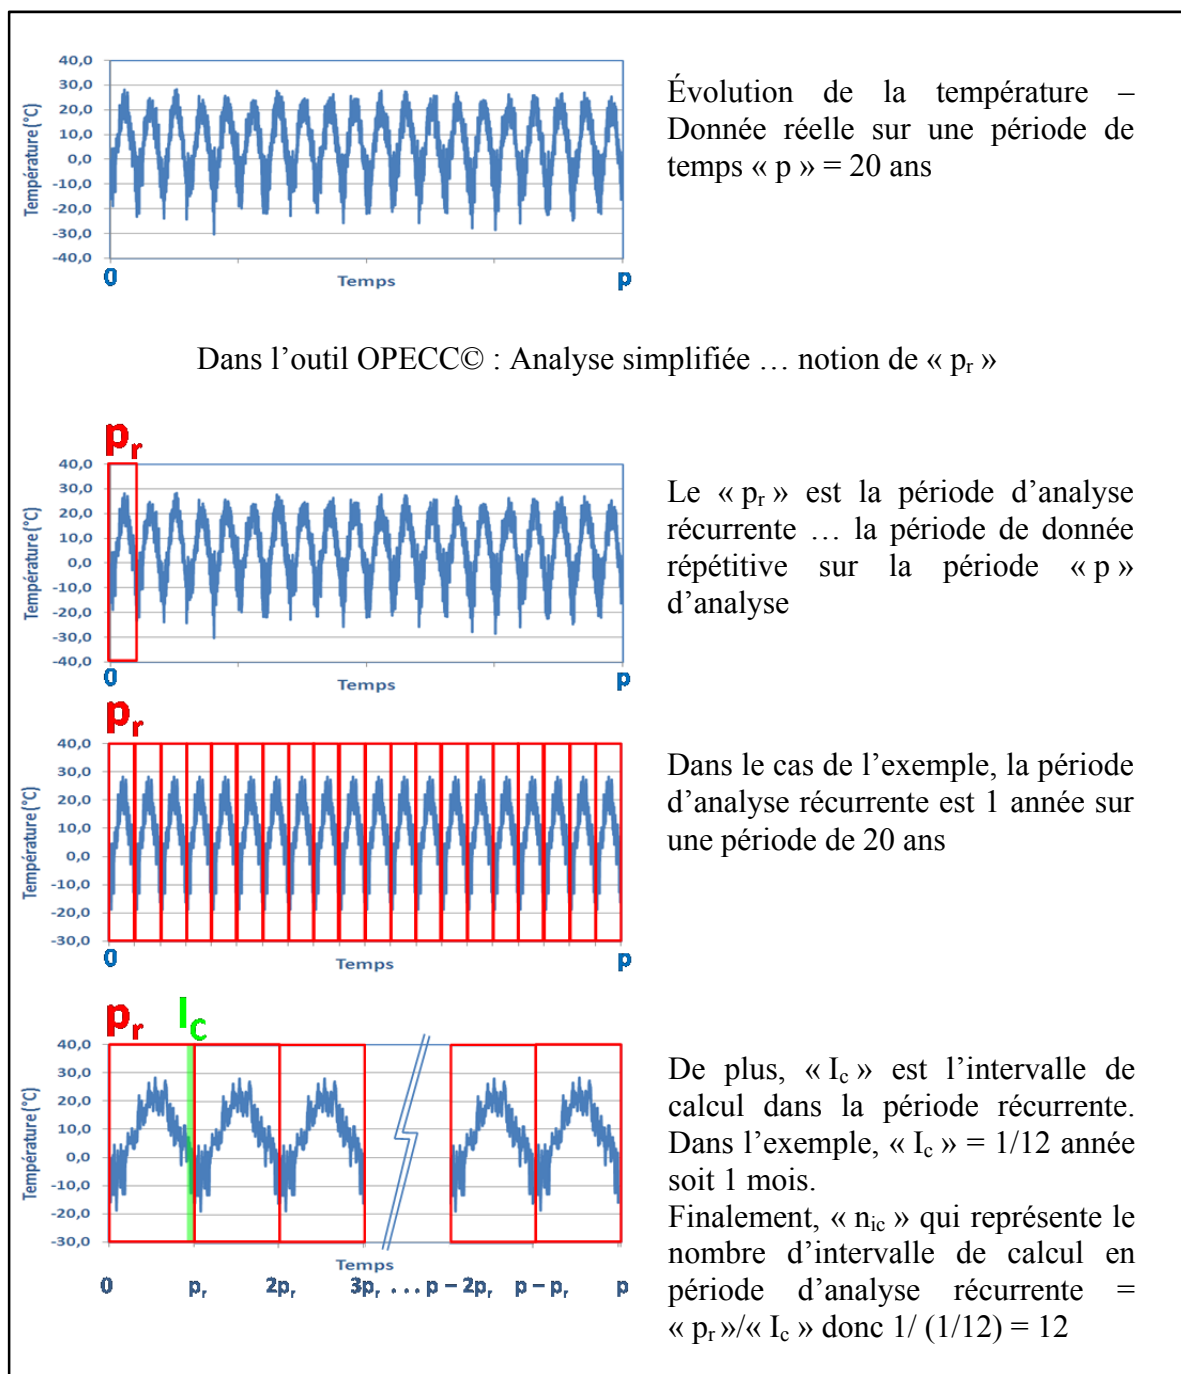 40,0
30,0
20,0
10,0
0,0
-10,0
-20,0
-30,0
-40,0
Température (°C)
0
Temps
p
Évolution de la température –
Donnée réelle sur une période de
temps « p » = 20 ans
Dans l’outil OPECC© : Analyse simplifiée … notion de « pr »
pr
40,0
30,0
20,0
10,0
0,0
-10,0
-20,0
-30,0
-40,0
Température (°C)
0
Temps
p
Le « pr » est la période d’analyse
récurrente … la période de donnée
répétitive sur la période « p »
d’analyse
pr
40,0
30,0
20,0
10,0
0,0
-10,0
-20,0
-30,0
Température (°C)
0
Temps
p
Dans le cas de l’exemple, la période
d’analyse récurrente est 1 année sur
une période de 20 ans
pr Ic
40,0
30,0
20,0
10,0
0,0
-10,0
-20,0
-30,0
Température (°C)
Temps
0 pr 2pr 3pr ... p – 2pr p – pr p
De plus, « Ic » est l’intervalle de
calcul dans la période récurrente.
Dans l’exemple, « Ic » = 1/12 année
soit 1 mois.
Finalement, « nic » qui représente le
nombre d’intervalle de calcul en
période d’analyse récurrente =
« pr »/« Ic » donc 1/ (1/12) = 12